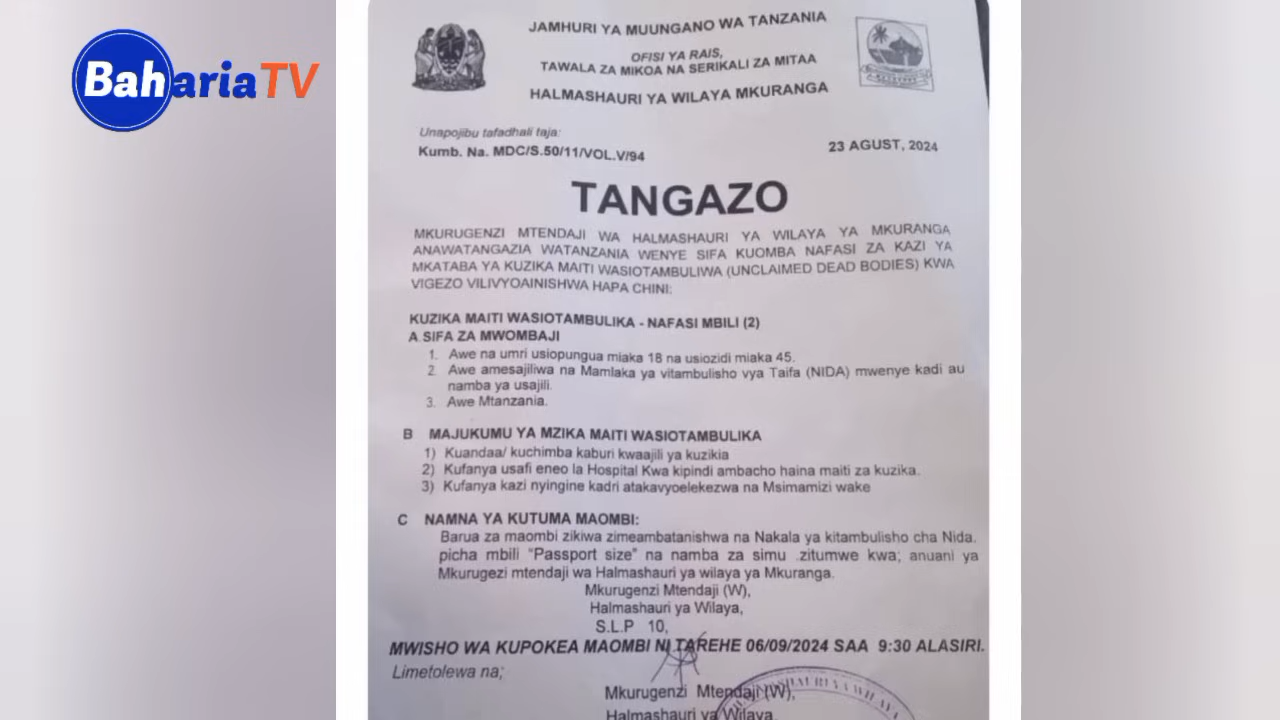 BahariaTV
JAMHURI YA MUUNGANO WA TANZANIA
OFISI YA RAIS,
TAWALA ZA MIKOA NA SERIKALI ZA MITAA
HALMASHAURI YA WILAYA MKURANGA
Unapojibu tafadhali taja:
Kumb. Na. MDC/S.50/11/VOL.V/94
23 AGUST, 2024
TANGAZO
MKURUGENZI MTENDAJI WA HALMASHAURI YA WILAYA YA MKURANGA
ANAWATANGAZIA WATANZANIA WENYE SIFA KUOMBA NAFASI ZA KAZI YA
MKATABA YA KUZIKA MAITI WASIOTAMBULIWA (UNCLAIMED DEAD BODIES) KWA
VIGEZO VILIVYOAINISHWA HAPA CHINI:
KUZIKA MAITI WASIOTAMBULIKA - NAFASI MBILI (2)
A. SIFA ZA MWOMBAJI
1. Awe na umri usiopungua miaka 18 na usiozidi miaka 45.
2. Awe amesajiliwa na Mamlaka ya vitambulisho vya Taifa (NIDA) mwenye kadi au
namba ya usajili.
3. Awe Mtanzania.
B MAJUKUMU YA MZIKA MAITI WASIOTAMBULIKA
1) Kuandaa/ kuchimba kaburi kwaajili ya kuzikia
2) Kufanya usafi eneo la Hospital Kwa kipindi ambacho haina maiti za kuzika.
3) Kufanya kazi nyingine kadri atakavyoelekezwa na Msimamizi wake
C NAMNA YA KUTUMA MAOMBI:
Barua za maombi zikiwa zimeambatanishwa na Nakala ya kitambulisho cha Nida,
picha mbili "Passport size" na namba za simu .zitumwe kwa; anuani ya
Mkurugezi mtendaji wa Halmashauri ya wilaya ya Mkuranga.
Mkurugenzi Mtendaji (W),
Halmashauri ya Wilaya,
S.L.P 10,
MWISHO WA KUPOKEA MAOMBI NI TAREHE 06/09/2024 SAA 9:30 ALASIRI.
Limetolewa na;
Mkurugenzi Mtendaji (W),
Halmashauri ya Wilaya